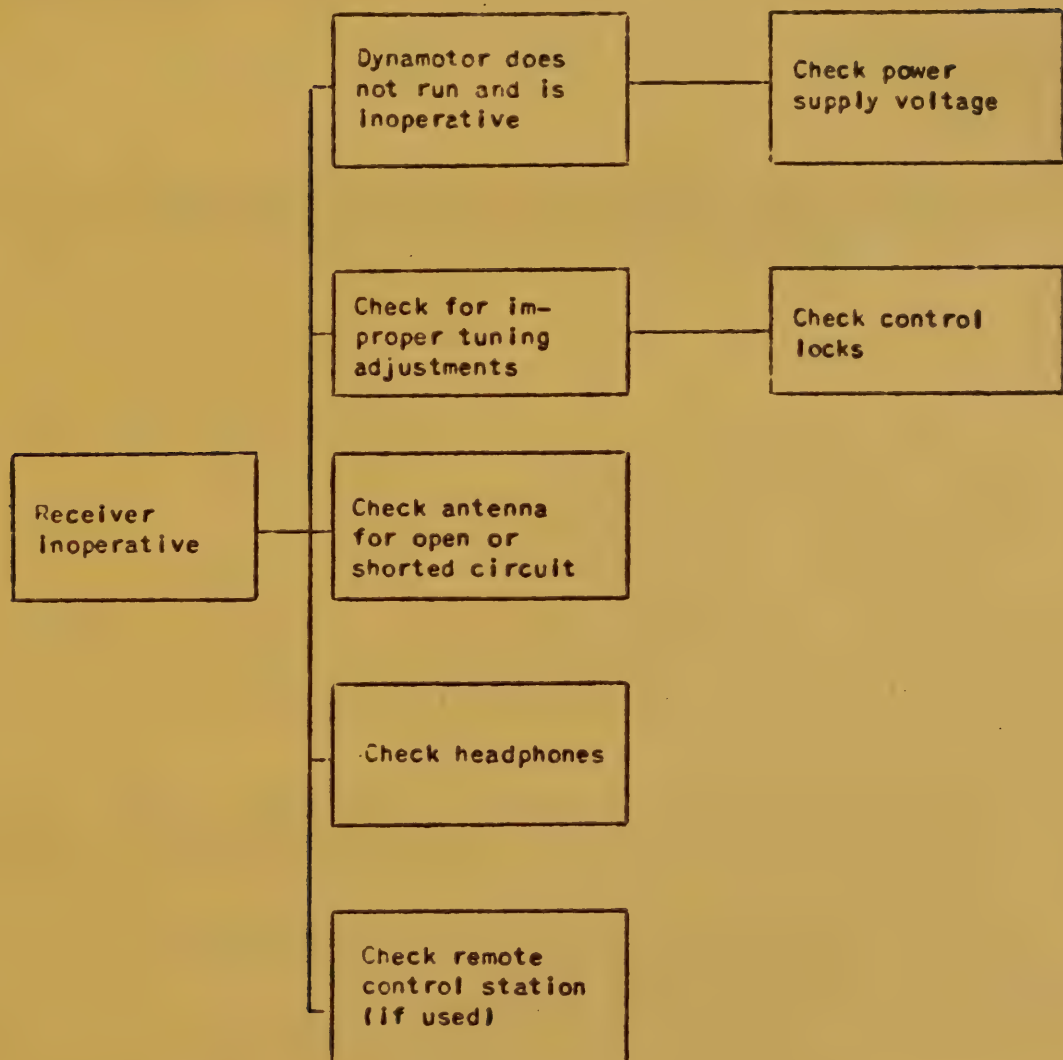 Dynamotor does
not run and is
inoperative
Check power
supply voltage
Check for im-
proper tuning
adjustments
Check control
locks
Receiver
inoperative
Check antenna
for open or
shorted circuit
Check headphones
Check remote
control station
(if used)